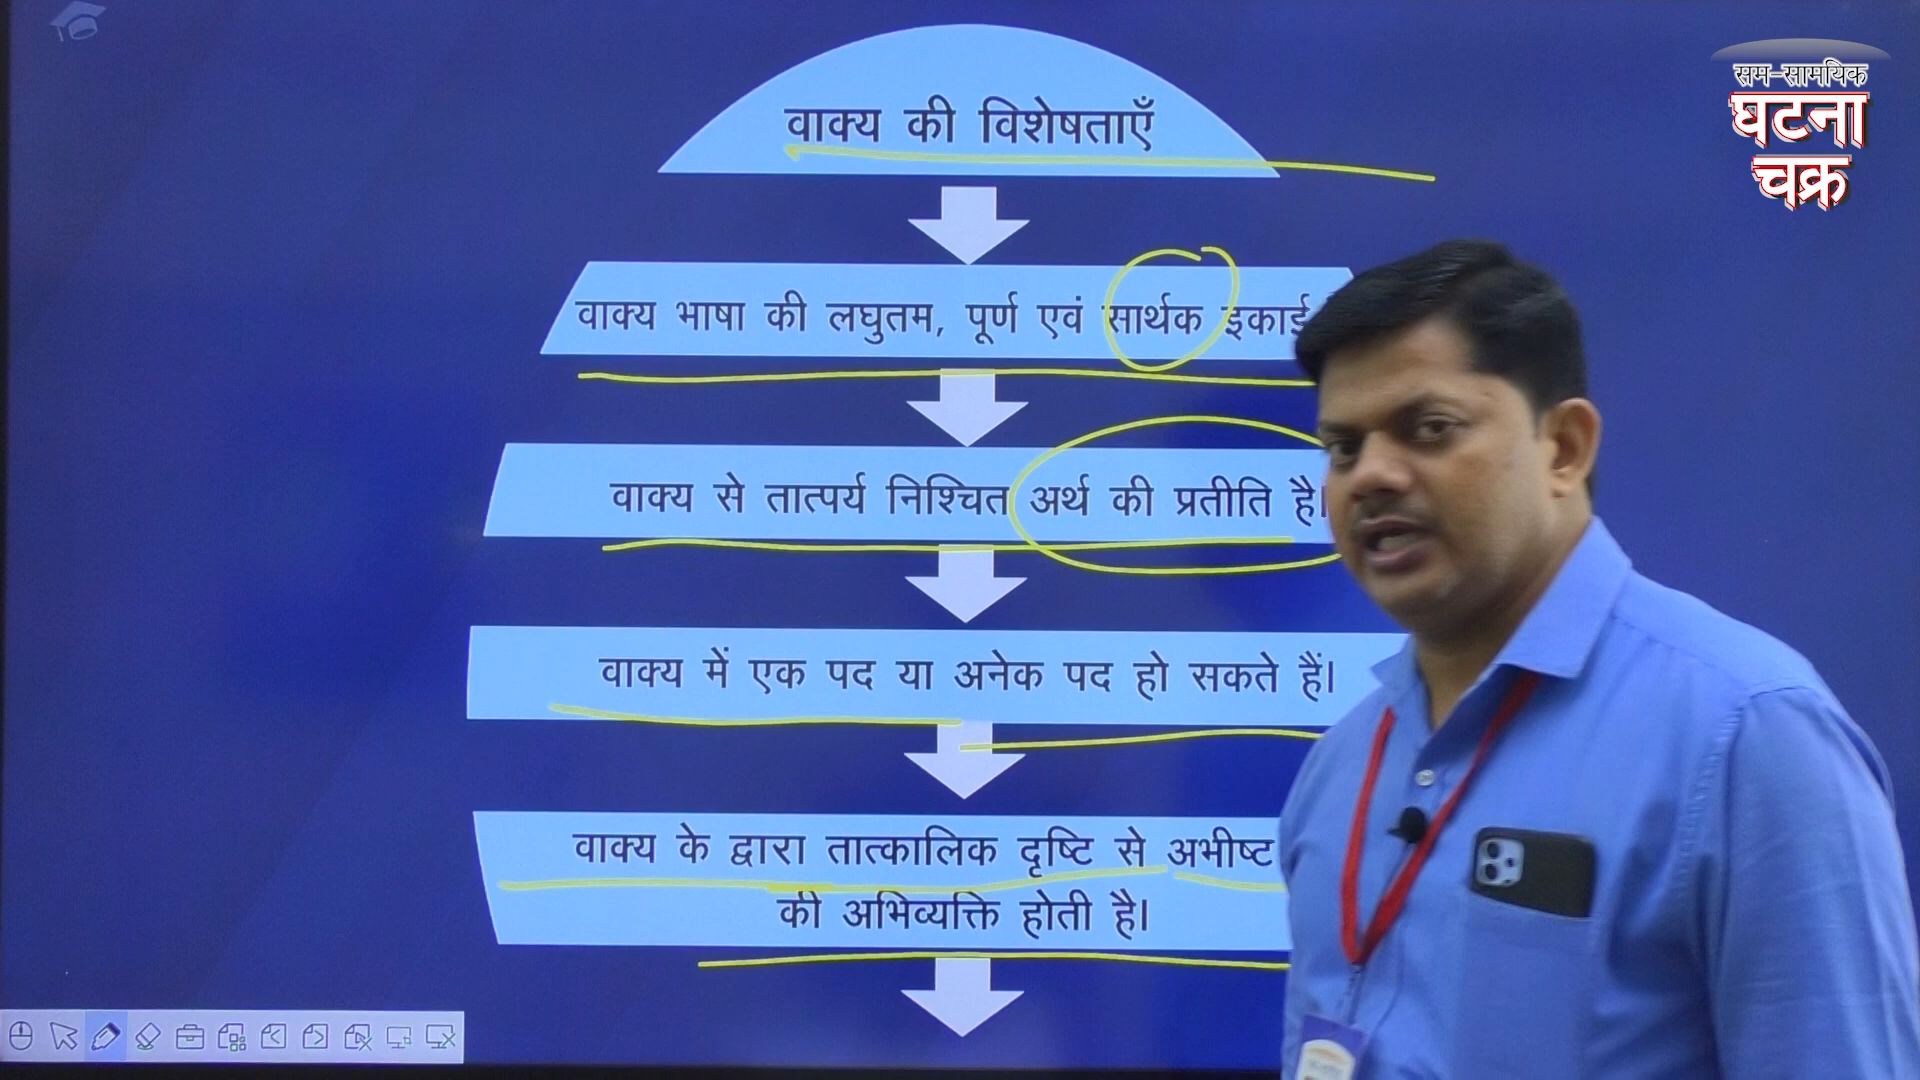 सम-सामयिक
घटना
चक्र
वाक्य की विशेषताएँ
वाक्य भाषा की लघुतम, पूर्ण एवं सार्थक इकाई
वाक्य से तात्पर्य निश्चित अर्थ की प्रतीति है।
वाक्य में एक पद या अनेक पद हो सकते हैं।
वाक्य के द्वारा तात्कालिक दृष्टि से अभीष्ट
की अभिव्यक्ति होती है।